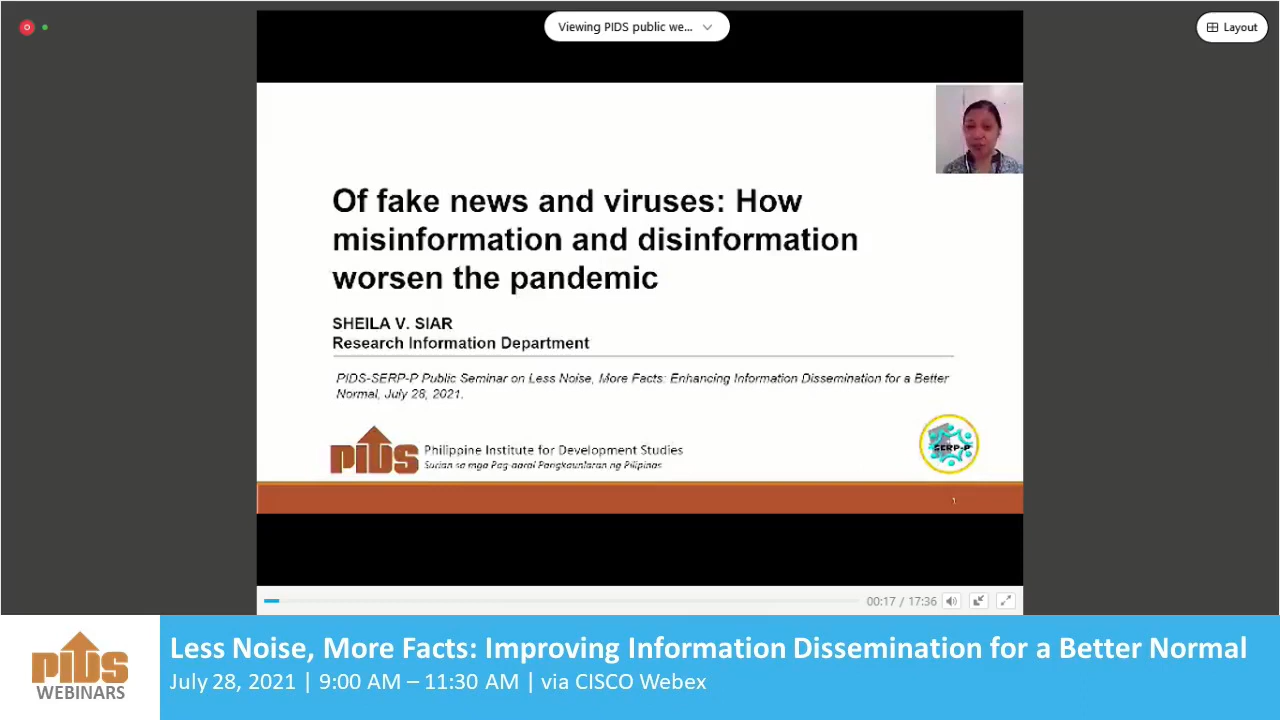 Viewing PIDS public we...
Layout
Of fake news and viruses: How
misinformation and disinformation
worsen the pandemic
SHEILA V. SIAR
Research Information Department
PIDS-SERP-P Public Seminar on Less Noise, More Facts: Enhancing Information Dissemination for a Better
Normal, July 28, 2021.
PIDS
Philippine Institute for Development Studies
Surian sa mga Pag-aaral Pangkaunlaran ng Pilipinas
SERP-P
1
00:17 / 17:36
PIDS
WEBINARS
Less Noise, More Facts: Improving Information Dissemination for a Better Normal
July 28, 2021 | 9:00 AM – 11:30 AM | via CISCO Webex